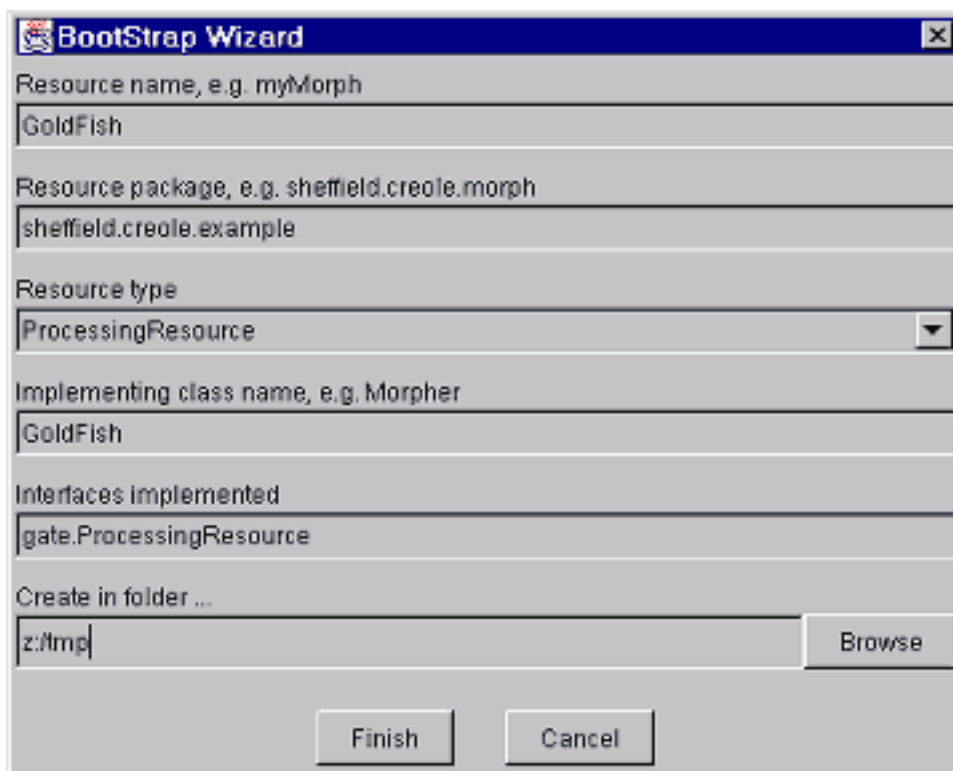 BootStrap Wizard
Resource name, e.g. myMorph
GoldFish
Resource package, e.g. sheffield.creole.morph
sheffield.creole.example
Resource type
ProcessingResource
Implementing class name, e.g. Morpher
GoldFish
Interfaces implemented
gate.ProcessingResource
Create in folder ...
z:/tmp
Browse
Finish Cancel